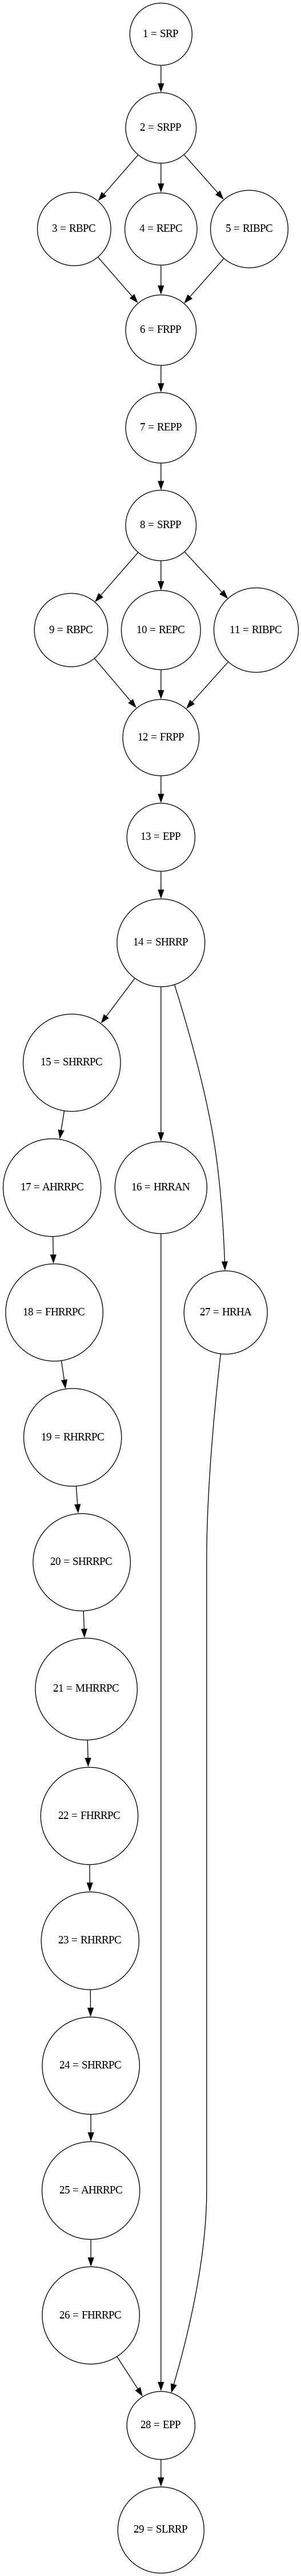 1 = SRP
2 = SRPP
3 = RBPC
4 = REPC
5 = RIBPC
6 = FRPP
7 = REPP
8 = SRPP
9 = RBPC
10 = REPC
11 = RIBPC
12 = FRPP
13 = EPP
14 = SHRRP
15 = SHRRPC
17 = AHRRPC
16 = HRRAN
18 = FHRRPC
27 = HRHA
19 = RHRRPC
20 = SHRRPC
21 = MHRRPC
22 = FHRRPC
23 = RHRRPC
24 = SHRRPC
25 = AHRRPC
26 = FHRRPC
28 = EPP
29 = SLRRP